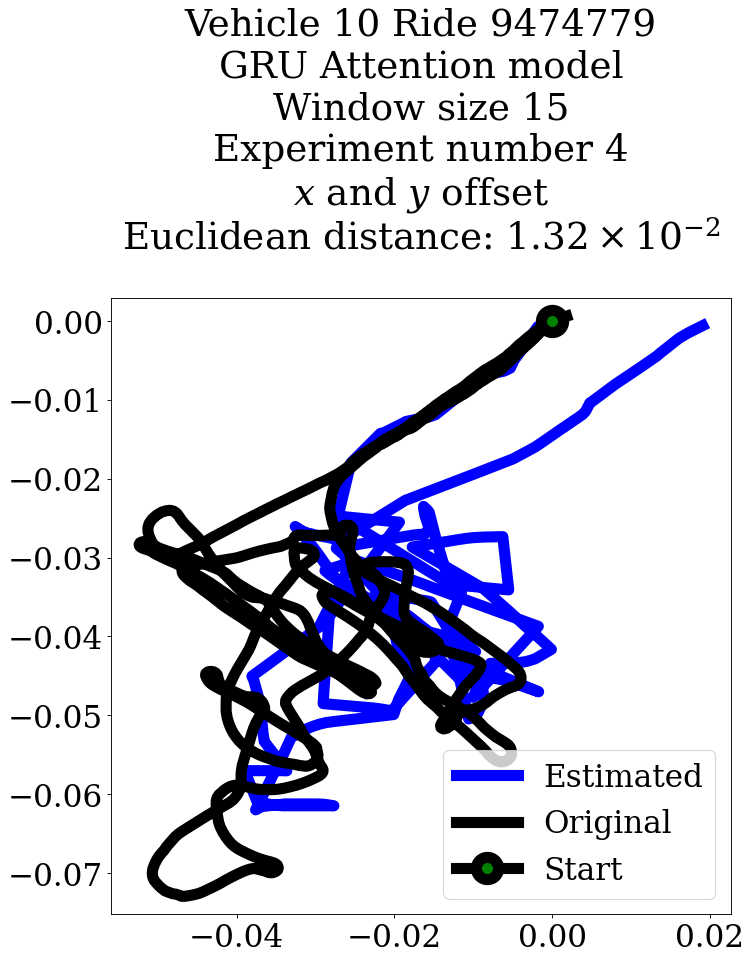 Vehicle 10 Ride 9474779
GRU Attention model
Window size 15
Experiment number 4
x and y offset
Euclidean distance: 1.32 × 10⁻²
0.00
−0.01
−0.02
−0.03
−0.04
−0.05
−0.06
−0.07
Estimated
Original
Start
−0.04 −0.02 0.00 0.02